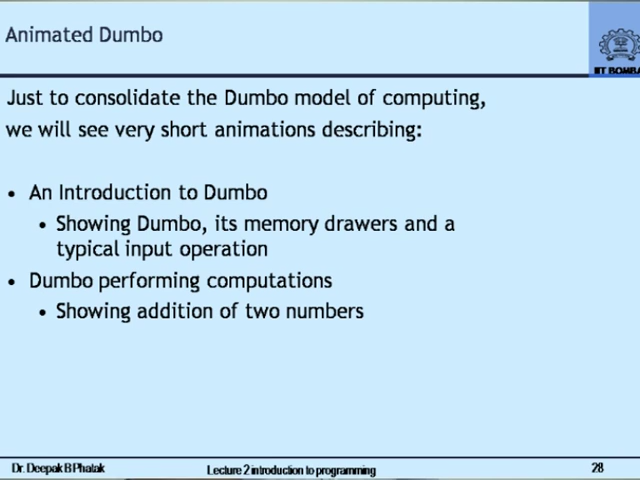 Animated Dumbo
IIT BOMBA
Just to consolidate the Dumbo model of computing,
we will see very short animations describing:
• An Introduction to Dumbo
• Showing Dumbo, its memory drawers and a
typical input operation
• Dumbo performing computations
• Showing addition of two numbers
Dr. Deepak B Phatak
Lecture 2 introduction to programming
28